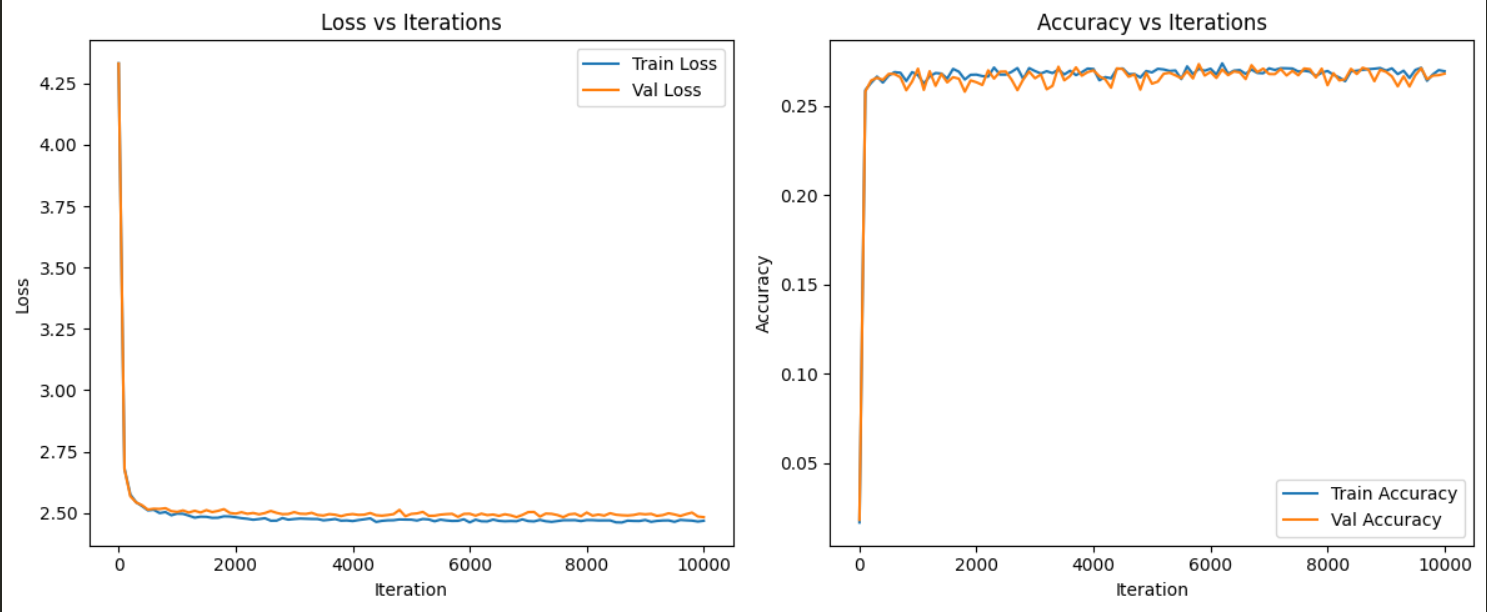 Loss vs Iterations
Train Loss
Val Loss
4.25
4.00
3.75
3.50
3.25
3.00
2.75
2.50
Loss
0 2000 4000 6000 8000 10000
Iteration
Accuracy vs Iterations
0.25
0.20
0.15
0.10
0.05
Accuracy
Train Accuracy
Val Accuracy
0 2000 4000 6000 8000 10000
Iteration